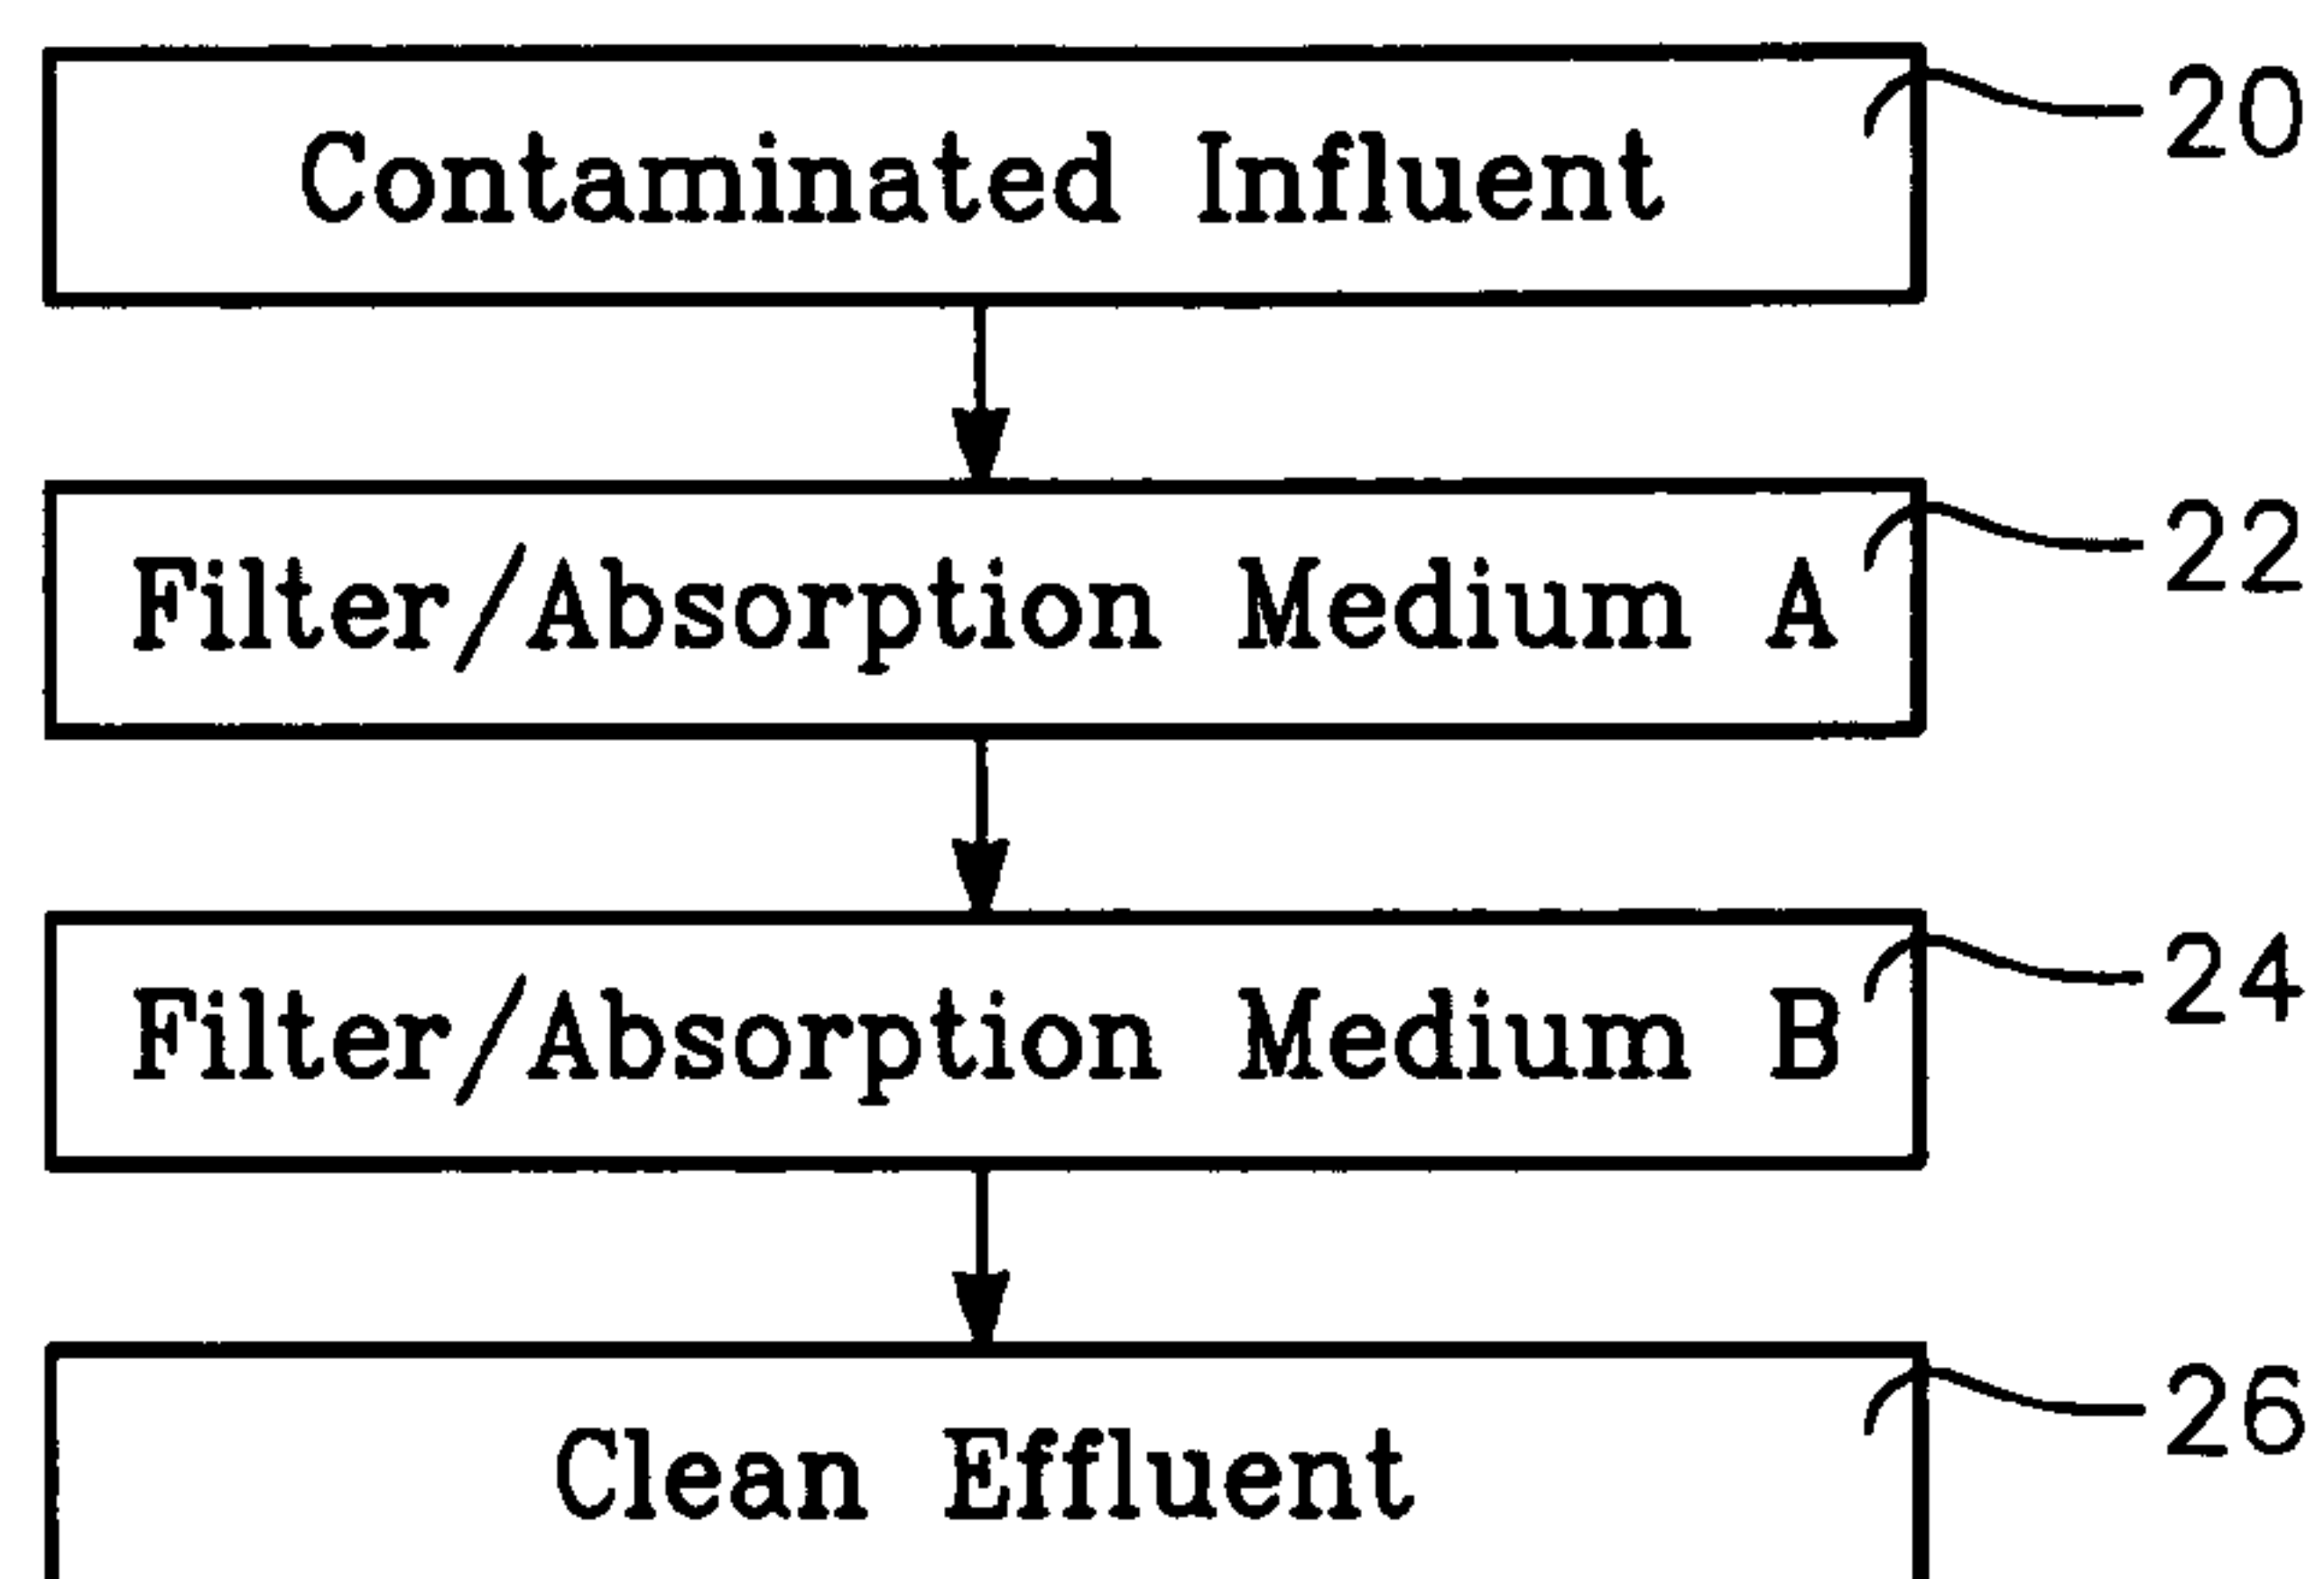 Contaminated Influent 20
Filter/Absorption Medium A 22
Filter/Absorption Medium B 24
Clean Effluent 26